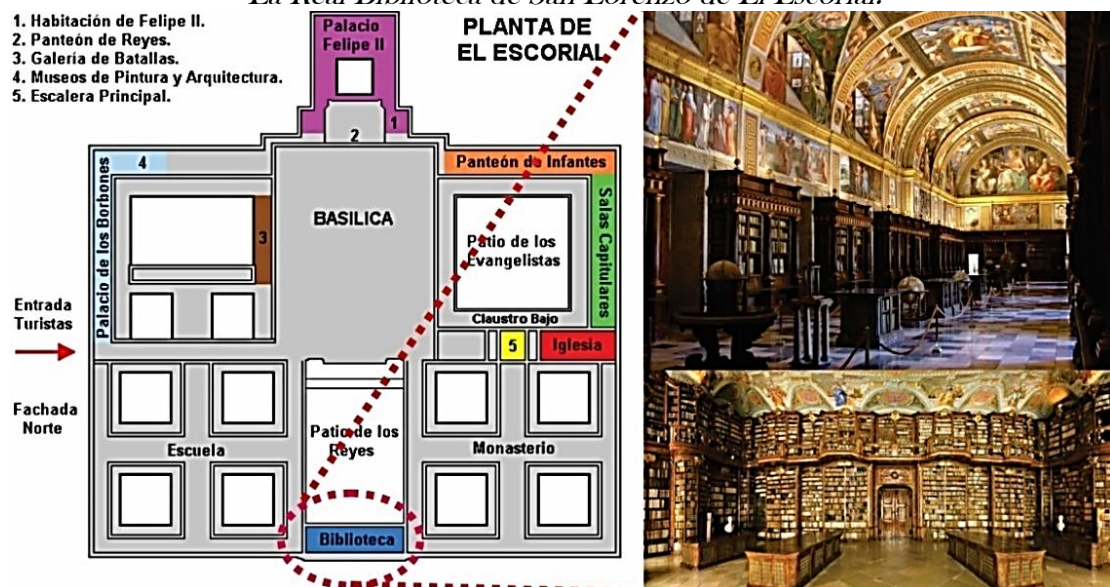 La Real Biblioteca de San Lorenzo de El Escorial.
1. Habitación de Felipe II.
2. Panteón de Reyes.
3. Galería de Batallas.
4. Museos de Pintura y Arquitectura.
5. Escalera Principal.
PLANTA DE
EL ESCORIAL
Palacio
Felipe II
1
2
4
Panteón de Infantes
Palacio de los Borbones
BASILICA
3
Patio de los
Evangelistas
Salas Capitulares
Entrada
Turistas
Claustro Bajo
5
Iglesia
Fachada
Norte
Escuela
Patio de los
Reyes
Monasterio
Biblioteca